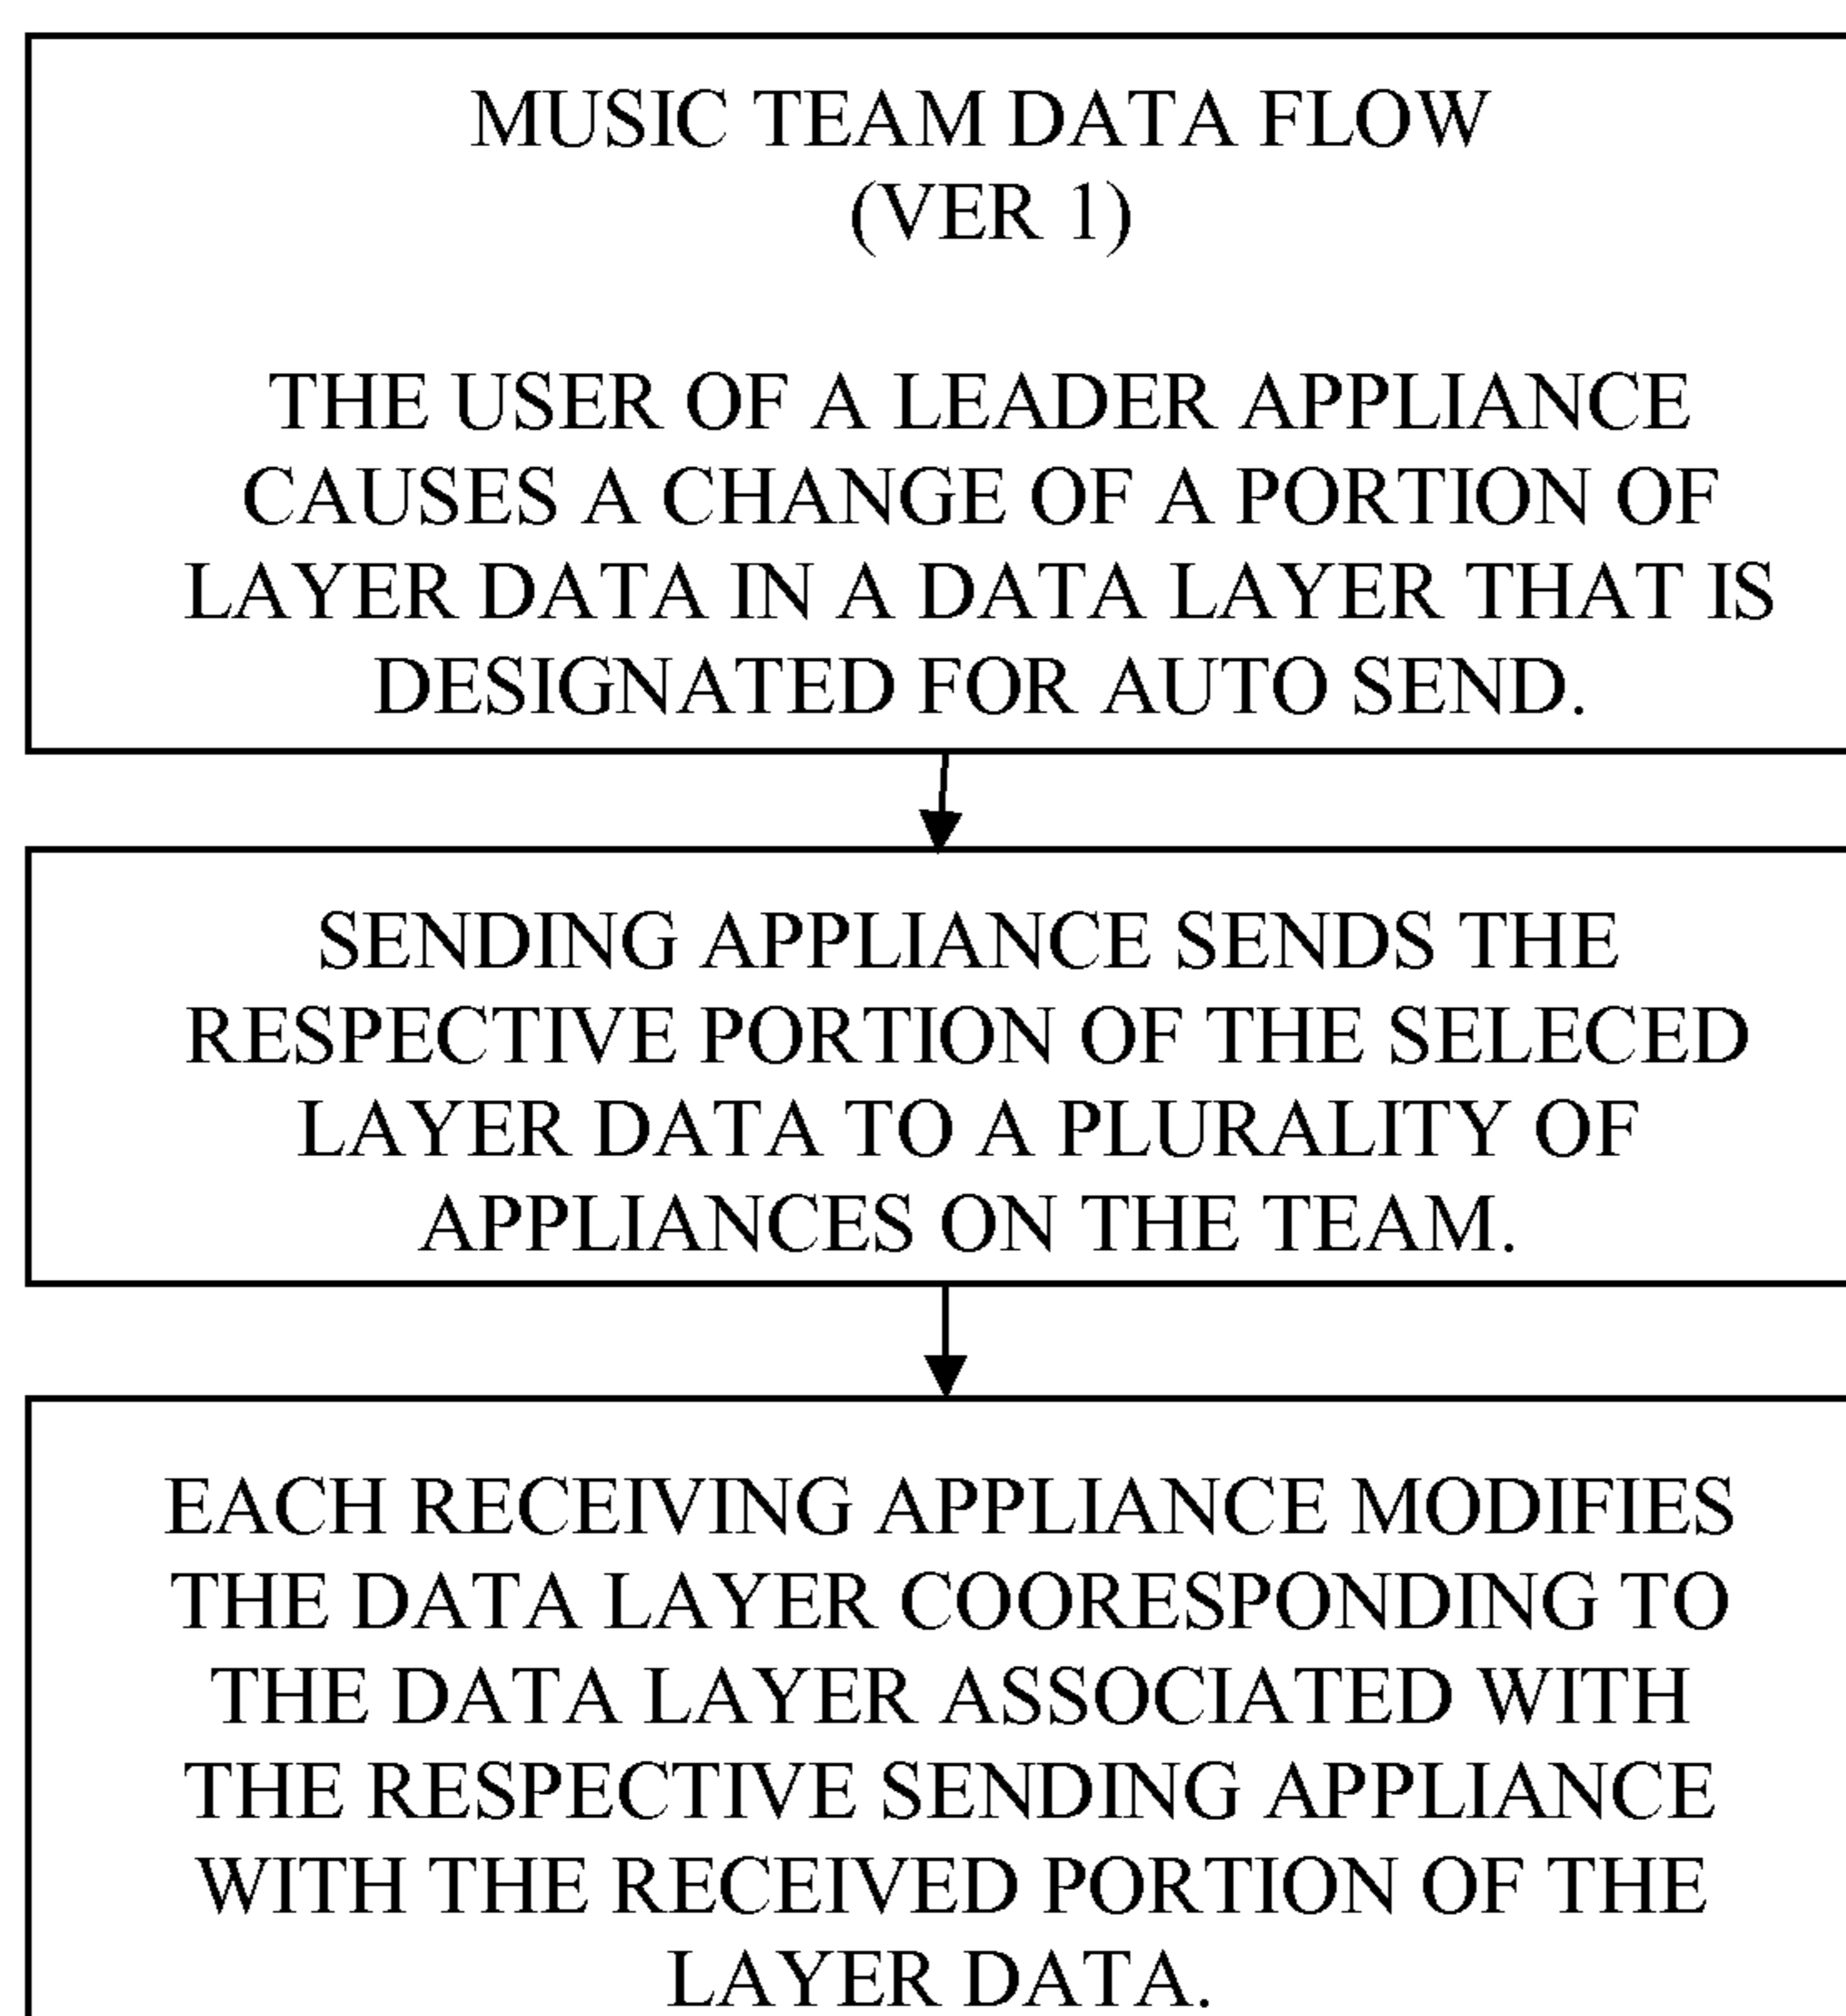 MUSIC TEAM DATA FLOW
(VER 1)
THE USER OF A LEADER APPLIANCE
CAUSES A CHANGE OF A PORTION OF
LAYER DATA IN A DATA LAYER THAT IS
DESIGNATED FOR AUTO SEND.
SENDING APPLIANCE SENDS THE
RESPECTIVE PORTION OF THE SELECED
LAYER DATA TO A PLURALITY OF
APPLIANCES ON THE TEAM.
EACH RECEIVING APPLIANCE MODIFIES
THE DATA LAYER COORESPONDING TO
THE DATA LAYER ASSOCIATED WITH
THE RESPECTIVE SENDING APPLIANCE
WITH THE RECEIVED PORTION OF THE
LAYER DATA.